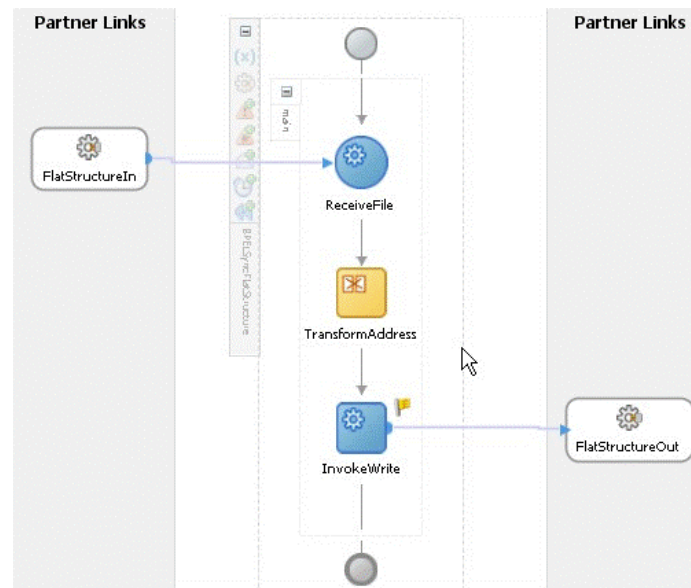 Partner Links
Partner Links
main
FlatStructureIn
ReceiveFile
BPELSyncFlatStructure
TransformAddress
FlatStructureOut
InvokeWrite